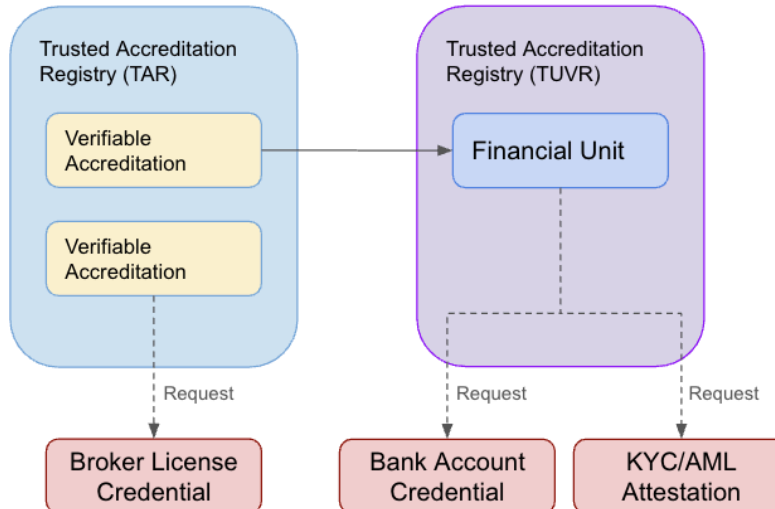 Trusted Accreditation
Registry (TAR)
Verifiable
Accreditation
Verifiable
Accreditation
Trusted Accreditation
Registry (TUVR)
Financial Unit
Request
Request
Request
Broker License
Credential
Bank Account
Credential
KYC/AML
Attestation